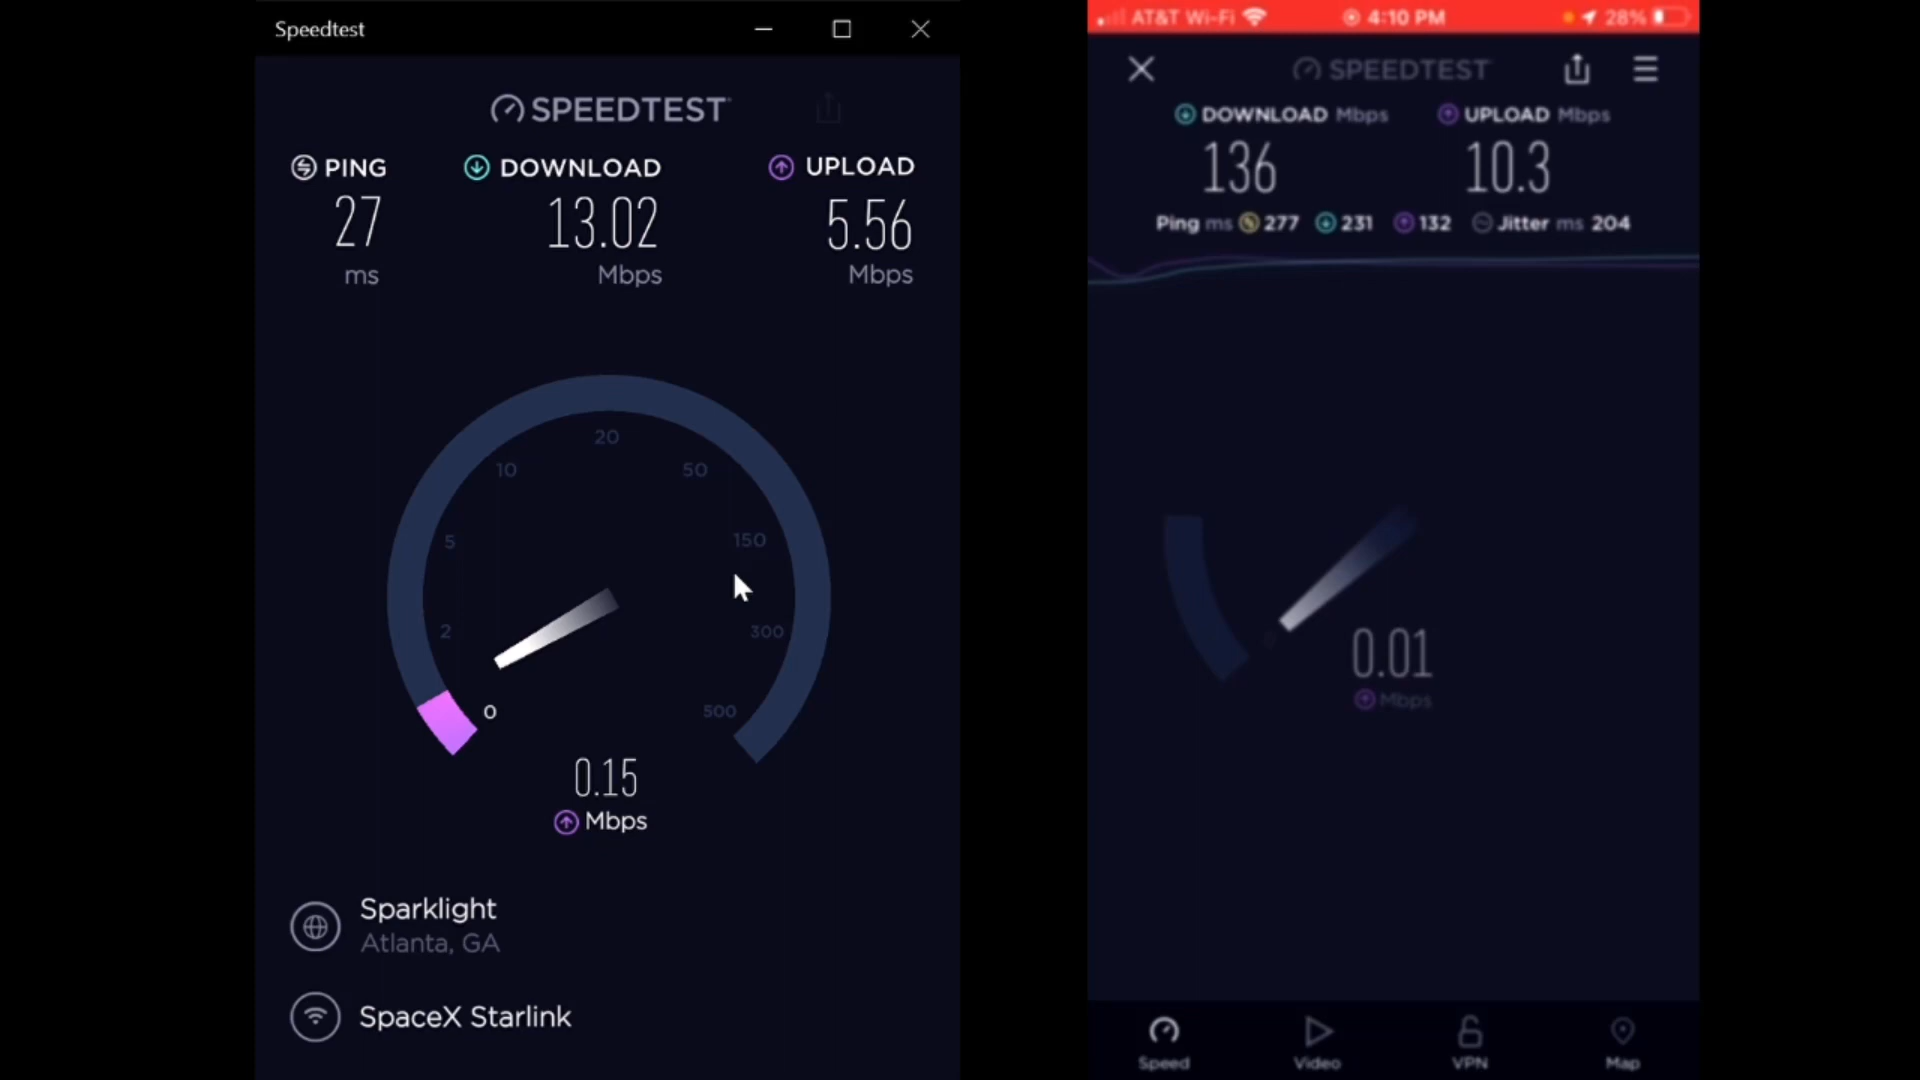 Speedtest
SPEEDTEST
PING
27
ms
DOWNLOAD
13.02
Mbps
UPLOAD
5.56
Mbps
0
2
5
10
20
50
150
300
500
0.15
Mbps
Sparklight
Atlanta, GA
SpaceX Starlink
AT&T Wi-Fi 4:10 PM 28%
SPEEDTEST
DOWNLOAD Mbps
136
UPLOAD Mbps
10.3
Ping ms 277 231 132 Jitter ms 204
0.01
Mbps
Speed Video VPN Map